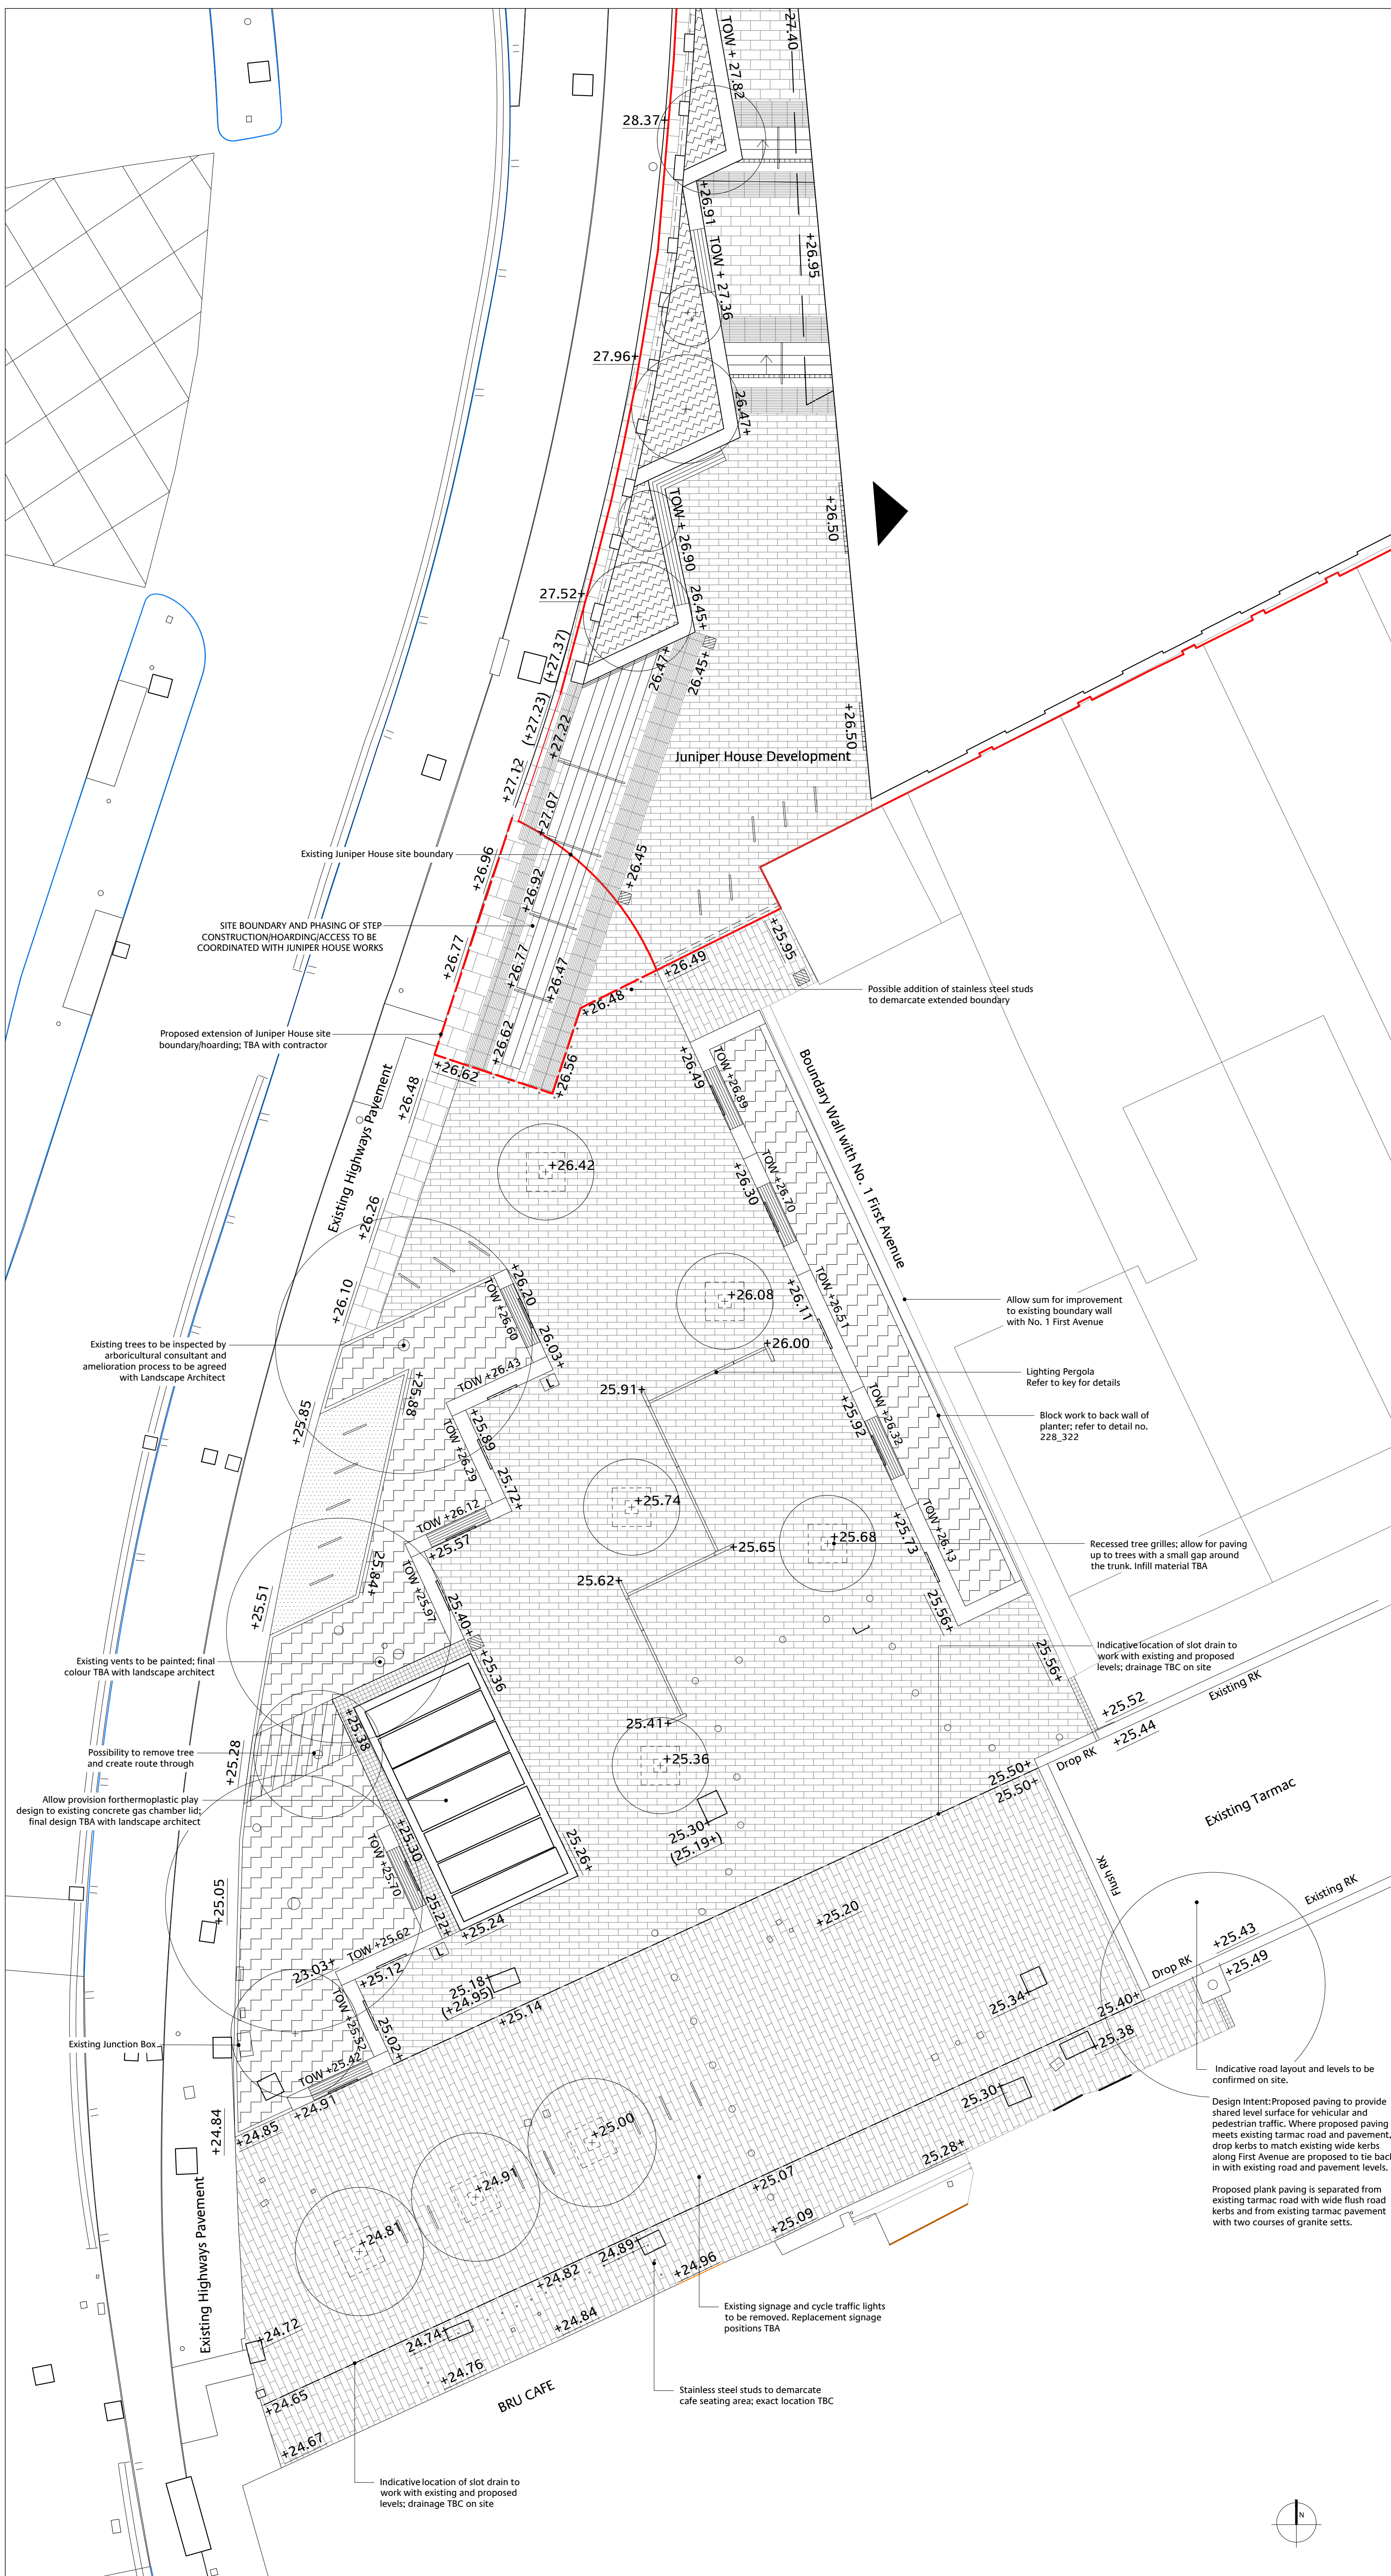 TOW + 27.82
+27.40
28.37+
+26.91
TOW + 27.36
+26.95
27.96+
26.47+
TOW + 26.90
+26.50
27.52+
26.45+
(+27.37)
26.47+
26.45+
(+27.23)
+27.22
+26.50
Juniper House Development
+27.12
+27.07
Existing Juniper House site boundary
+26.96
+26.92
+26.45
SITE BOUNDARY AND PHASING OF STEP
CONSTRUCTION/HOARDING/ACCESS TO BE
COORDINATED WITH JUNIPER HOUSE WORKS
+26.77
+26.77
+26.47
+26.49
+25.95
+26.48
Possible addition of stainless steel studs
to demarcate extended boundary
Proposed extension of Juniper House site
boundary/hoarding; TBA with contractor
+26.62
+26.62
+26.56
+26.49
TOW +26.89
Boundary Wall with No. 1 First Avenue
+26.48
Existing Highways Pavement
+26.42
+26.30
TOW +26.70
+26.26
+26.10
+26.20
TOW +26.60
26.03+
+26.08
+26.11
TOW +26.51
Allow sum for improvement
to existing boundary wall
with No. 1 First Avenue
Existing trees to be inspected by
arboricultural consultant and
amelioration process to be agreed
with Landscape Architect
+26.00
TOW +26.43
L
25.91+
Lighting Pergola
Refer to key for details
+25.88
+25.85
+25.89
TOW +26.29
25.72+
+25.92
TOW +26.32
Block work to back wall of
planter; refer to detail no.
228_322
TOW +26.12
+25.57
+25.74
+25.68
+25.73
TOW +26.13
+25.65
Recessed tree grilles; allow for paving
up to trees with a small gap around
the trunk. Infill material TBA
25.84+
+25.51
TOW +25.97
25.40+
25.62+
25.56+
25.56+
Existing vents to be painted; final
colour TBA with landscape architect
+25.36
Indicative location of slot drain to
work with existing and proposed
levels; drainage TBC on site
+25.52
Existing RK
+25.44
25.41+
+25.38
+25.28
Possibility to remove tree
and create route through
+25.36
25.50+
25.50+
Drop RK
Existing Tarmac
Allow provision forthermoplastic play
design to existing concrete gas chamber lid;
final design TBA with landscape architect
25.30+
(25.19+)
+25.30
25.26+
TOW +25.70
25.22+
+25.24
+25.20
Flush RK
Existing RK
+25.05
TOW +25.62
L
23.03+
+25.12
25.18+
(+24.95)
+25.14
+25.43
+25.49
Drop RK
25.40+
25.34+
+25.38
Existing Junction Box
TOW +25.52
25.02+
TOW +25.42
+24.91
+24.85
+24.84
+25.00
25.30+
25.28+
Indicative road layout and levels to be
confirmed on site.
Design Intent:Proposed paving to provide
shared level surface for vehicular and
pedestrian traffic. Where proposed paving
meets existing tarmac road and pavement,
drop kerbs to match existing wide kerbs
along First Avenue are proposed to tie back
in with existing road and pavement levels.
Proposed plank paving is separated from
existing tarmac road with wide flush road
kerbs and from existing tarmac pavement
with two courses of granite setts.
+24.91
+25.07
+25.09
+24.81
Existing Highways Pavement
24.89+
+24.96
+24.82
+24.84
+24.72
24.74+
+24.76
Existing signage and cycle traffic lights
to be removed. Replacement signage
positions TBA
Stainless steel studs to demarcate
cafe seating area; exact location TBC
BRU CAFE
+24.65
+24.67
Indicative location of slot drain to
work with existing and proposed
levels; drainage TBC on site
N